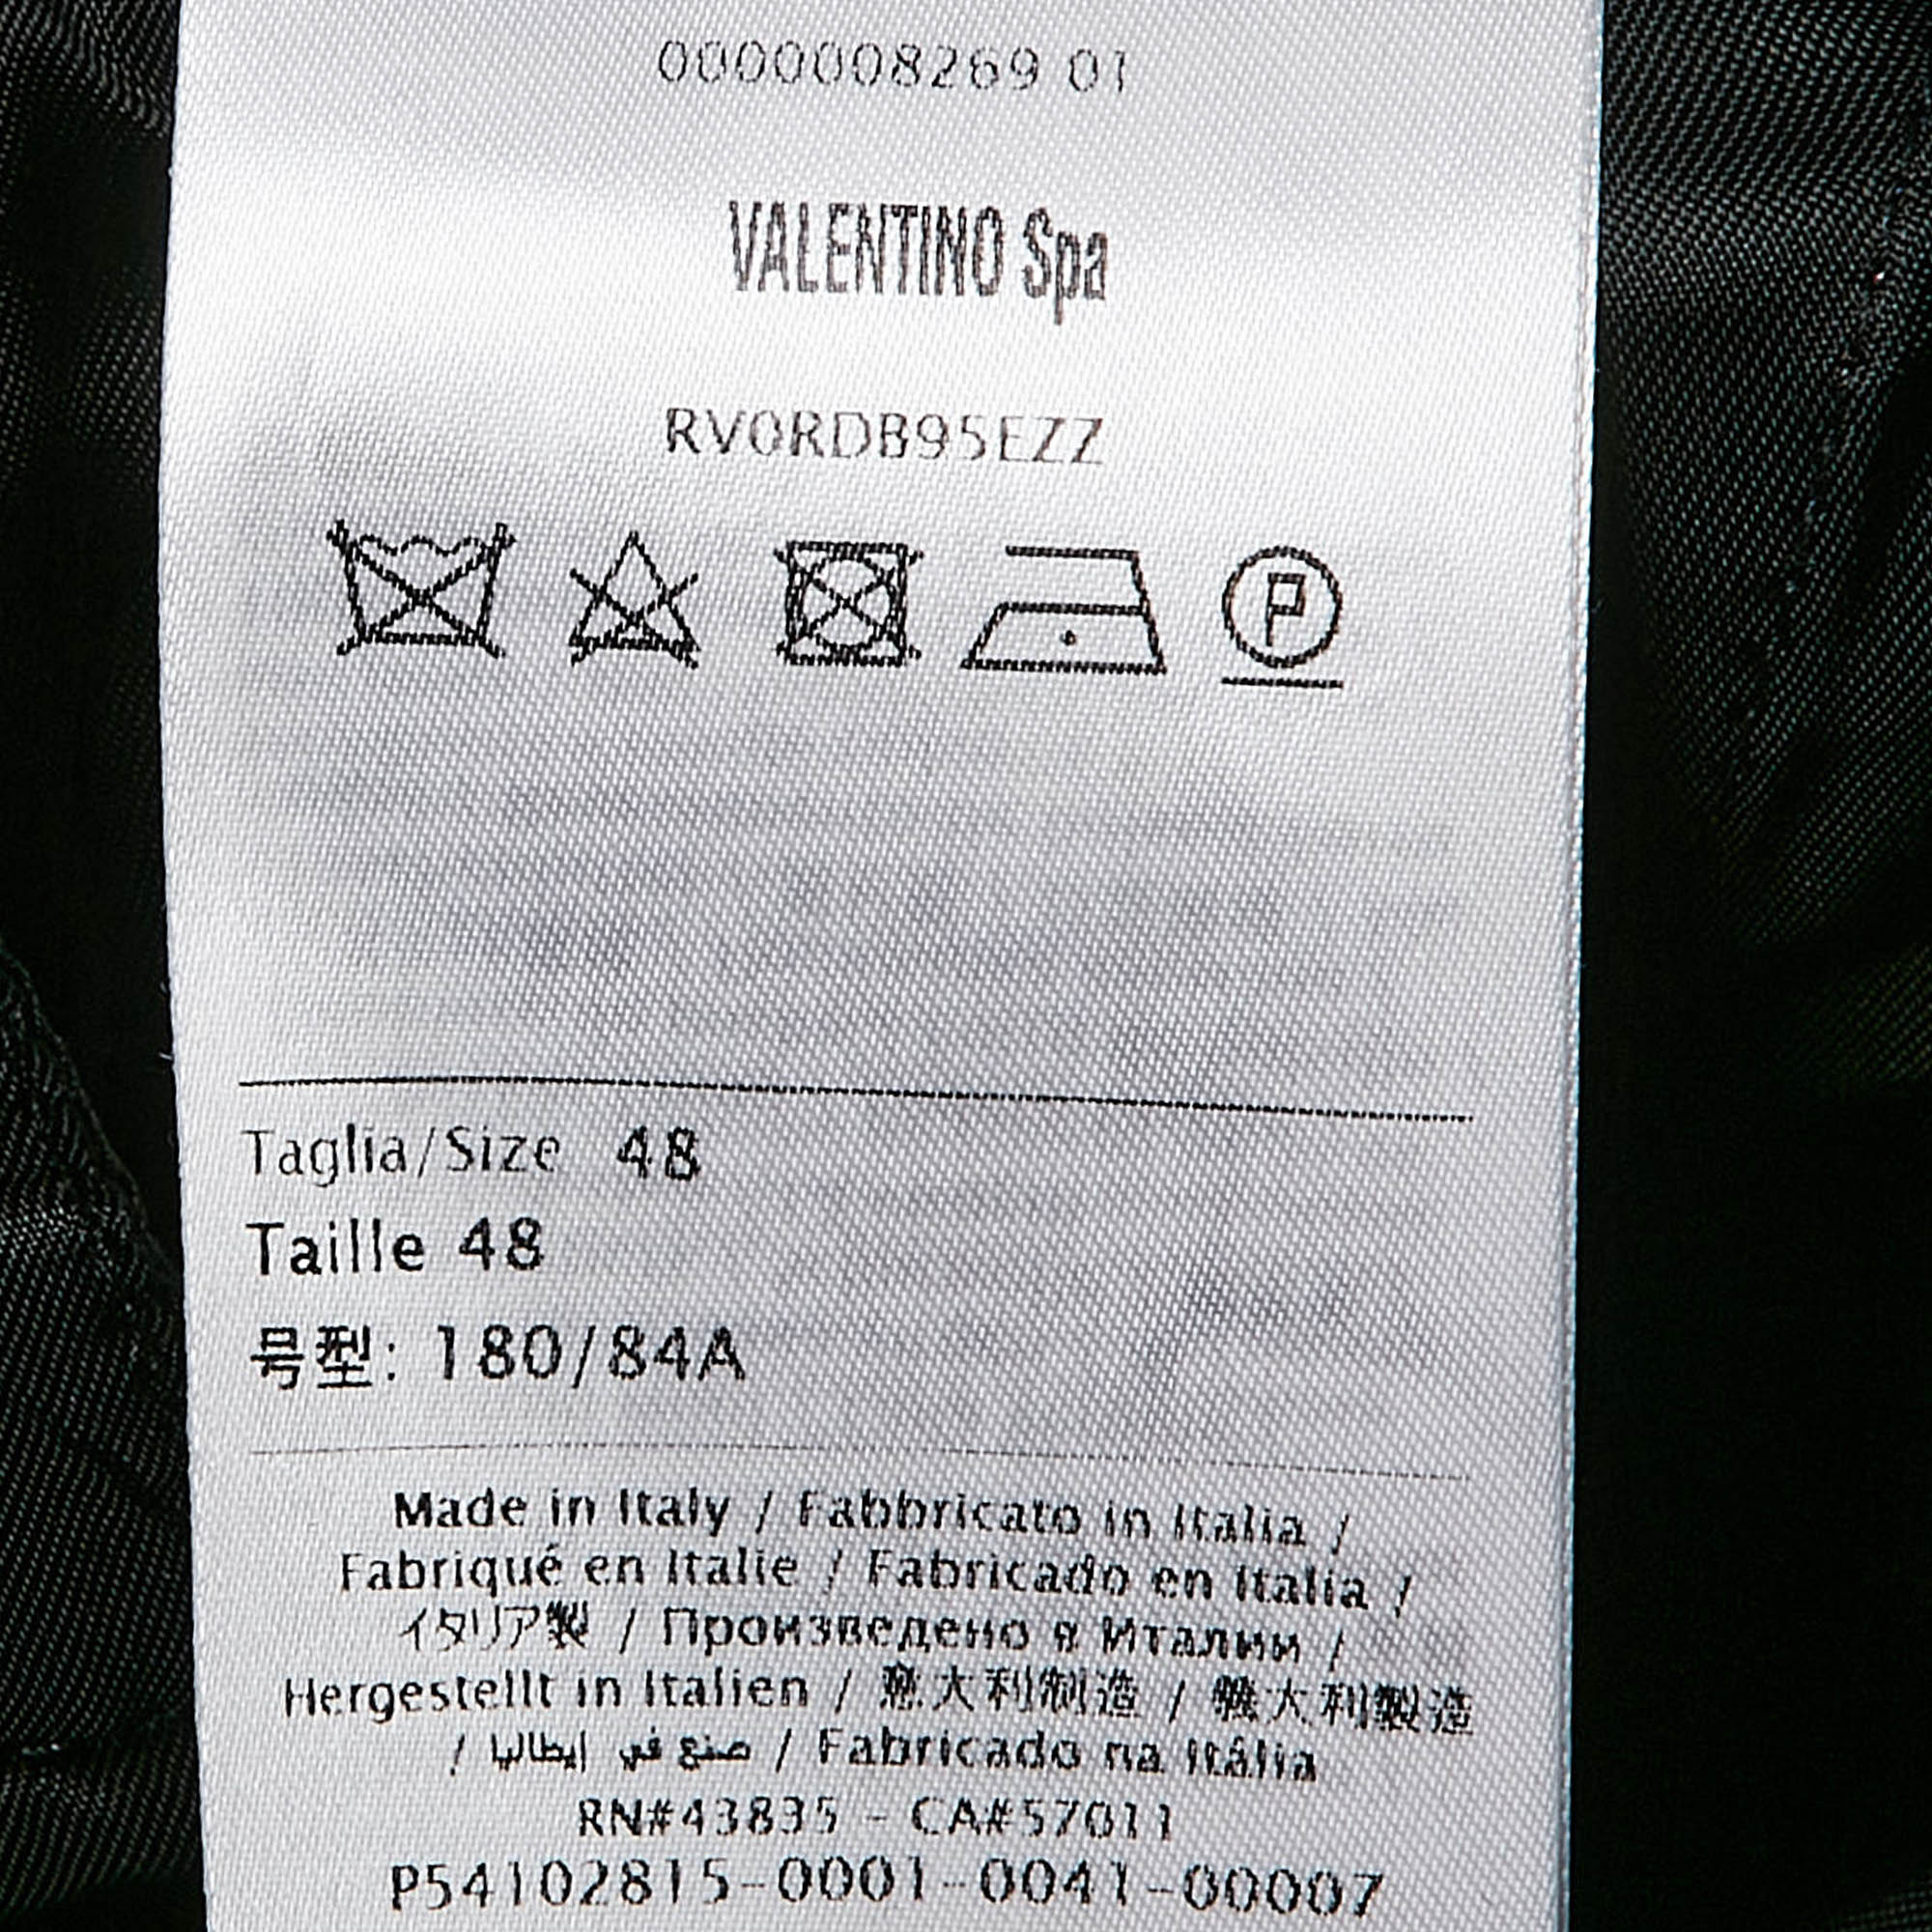 0000008269 01
VALENTINO Spa
RV0RDB95EZZ
P
Taglia/Size 48
Taille 48
号型: 180/84A
Made in Italy / Fabbricato in Italia /
Fabriqué en Italie / Fabricado en Italia /
イタリア製 / Произведено в Италии /
Hergestellt in Italien / 意大利制造 / 義大利製造
/ صنع في إيطاليا / Fabricado na Itália
RN#43835 - CA#57011
P54102815-0001-0041-00007